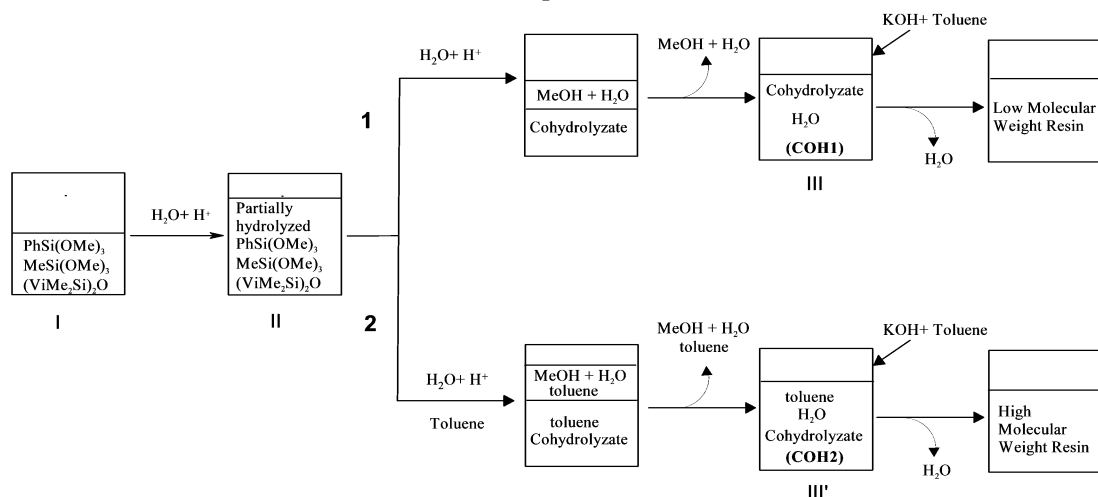 KOH+ Toluene
H₂O+ H⁺
MeOH + H₂O
MeOH + H₂O
Cohydrolyzate
Cohydrolyzate
H₂O
(COH1)
III
H₂O
Low Molecular
Weight Resin
1
H₂O+ H⁺
PhSi(OMe)₃
MeSi(OMe)₃
(ViMe₂Si)₂O
I
Partially
hydrolyzed
PhSi(OMe)₃
MeSi(OMe)₃
(ViMe₂Si)₂O
II
2
H₂O+ H⁺
Toluene
MeOH + H₂O
toluene
toluene
Cohydrolyzate
MeOH + H₂O
toluene
KOH+ Toluene
toluene
H₂O
Cohydrolyzate
(COH2)
III'
H₂O
High
Molecular
Weight Resin